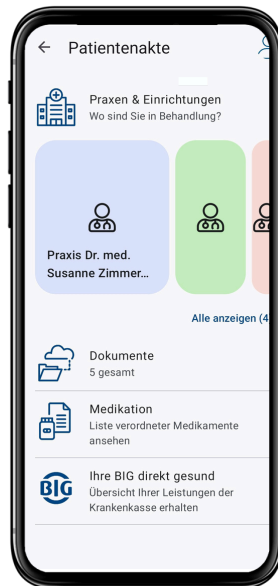 Patientenakte
Praxen & Einrichtungen
Wo sind Sie in Behandlung?
Praxis Dr. med.
Susanne Zimmer...
Alle anzeigen (4
Dokumente
5 gesamt
Medikation
Liste verordneter Medikamente
ansehen
BIG
Ihre BIG direkt gesund
Übersicht Ihrer Leistungen der
Krankenkasse erhalten